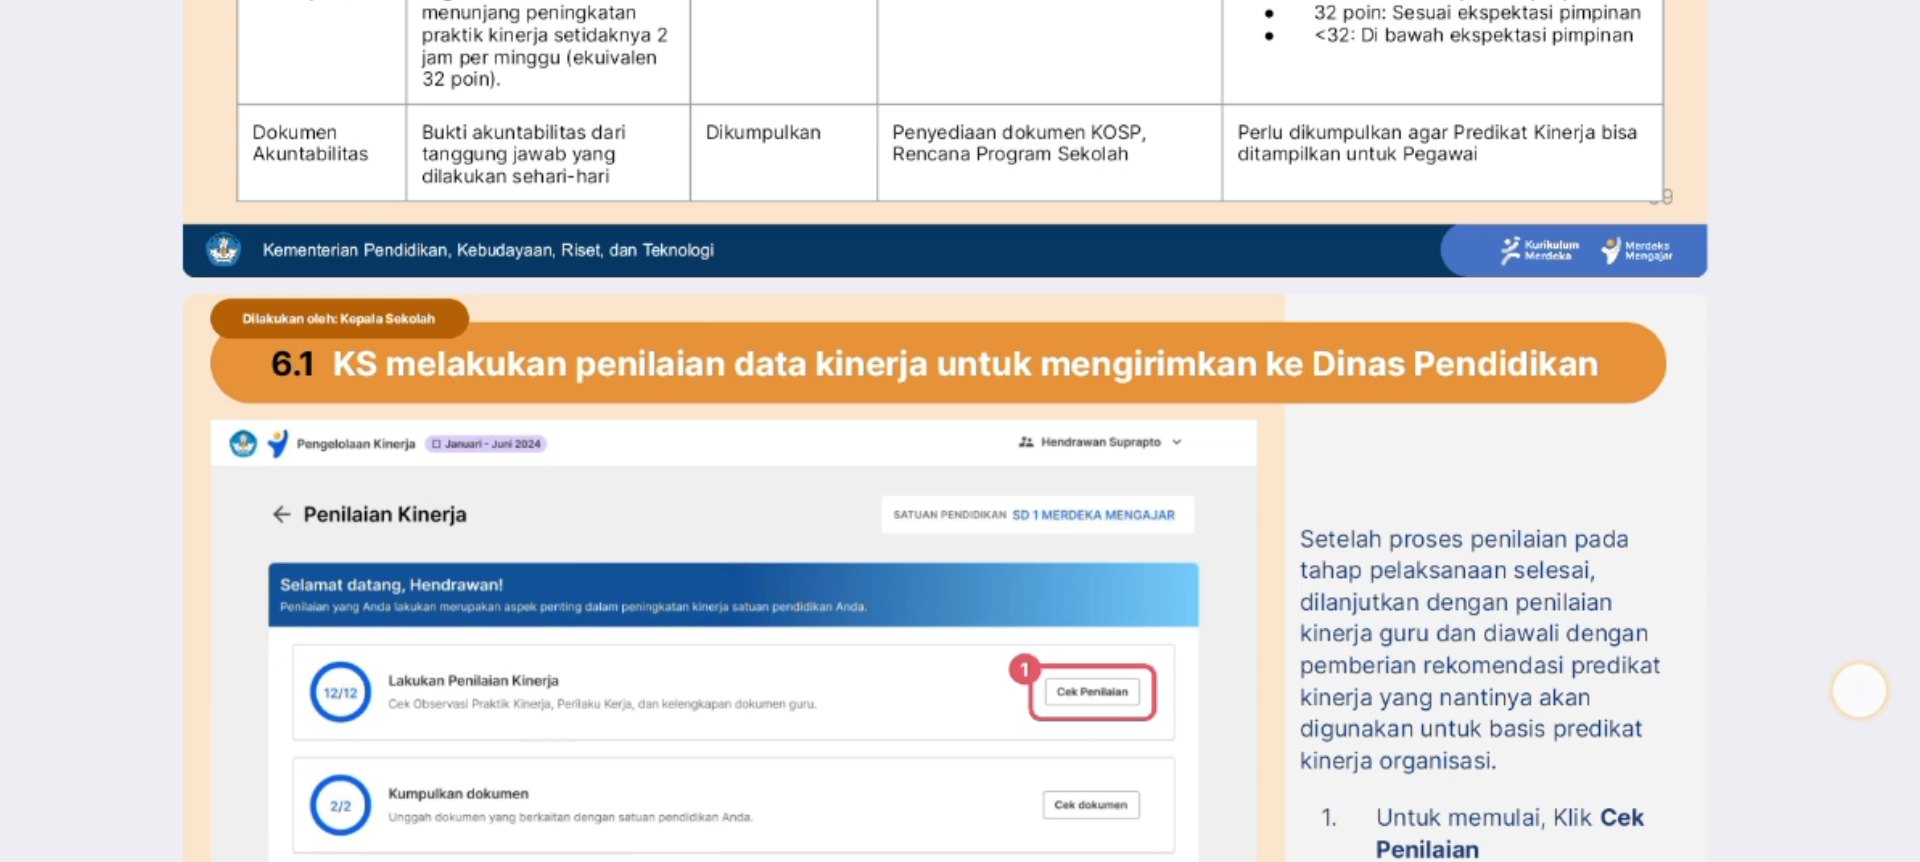 menunjang peningkatan
praktik kinerja setidaknya 2
jam per minggu (ekuivalen
32 poin).
• 32 poin: Sesuai ekspektasi pimpinan
• <32: Di bawah ekspektasi pimpinan
Dokumen
Akuntabilitas
Bukti akuntabilitas dari
tanggung jawab yang
dilakukan sehari-hari
Dikumpulkan
Penyediaan dokumen KOSP,
Rencana Program Sekolah
Perlu dikumpulkan agar Predikat Kinerja bisa
ditampilkan untuk Pegawai
Kementerian Pendidikan, Kebudayaan, Riset, dan Teknologi
Kurikulum
Merdeka
Merdeka
Mengajar
Dilakukan oleh: Kepala Sekolah
6.1 KS melakukan penilaian data kinerja untuk mengirimkan ke Dinas Pendidikan
Pengelolaan Kinerja
Januari - Juni 2024
Hendrawan Suprapto
Penilaian Kinerja
SATUAN PENDIDIKAN SD 1 MERDEKA MENGAJAR
Selamat datang, Hendrawan!
Penilaian yang Anda lakukan merupakan aspek penting dalam peningkatan kinerja satuan pendidikan Anda.
12/12
Lakukan Penilaian Kinerja
Cek Observasi Praktik Kinerja, Perilaku Kerja, dan kelengkapan dokumen guru.
1
Cek Penilaian
2/2
Kumpulkan dokumen
Unggah dokumen yang berkaitan dengan satuan pendidikan Anda.
Cek dokumen
Setelah proses penilaian pada
tahap pelaksanaan selesai,
dilanjutkan dengan penilaian
kinerja guru dan diawali dengan
pemberian rekomendasi predikat
kinerja yang nantinya akan
digunakan untuk basis predikat
kinerja organisasi.
1. Untuk memulai, Klik Cek
Penilaian